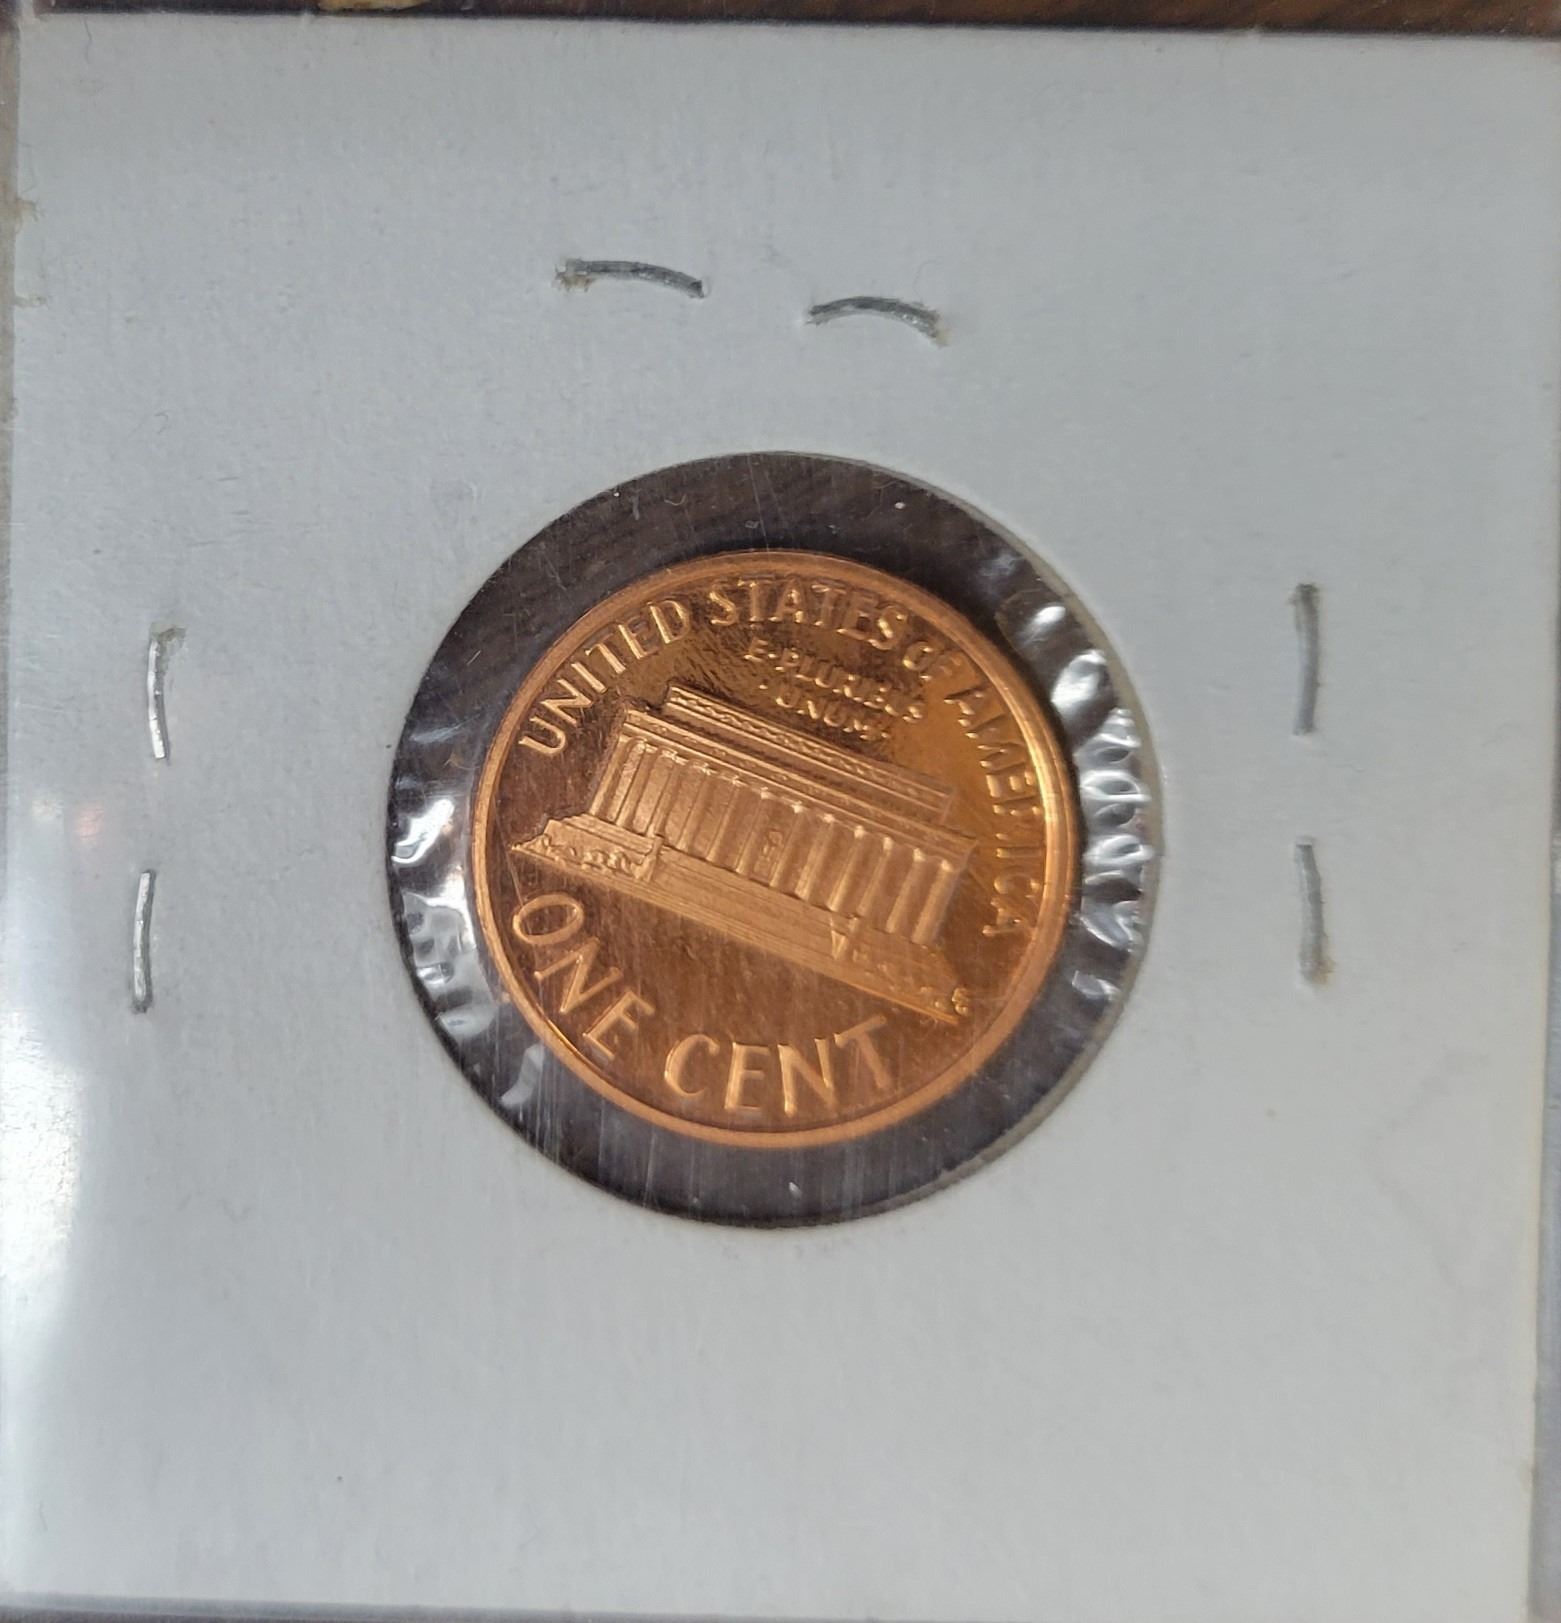 UNITED STATES OF AMERICA
E·PLURIBUS
·UNUM·
ONE CENT